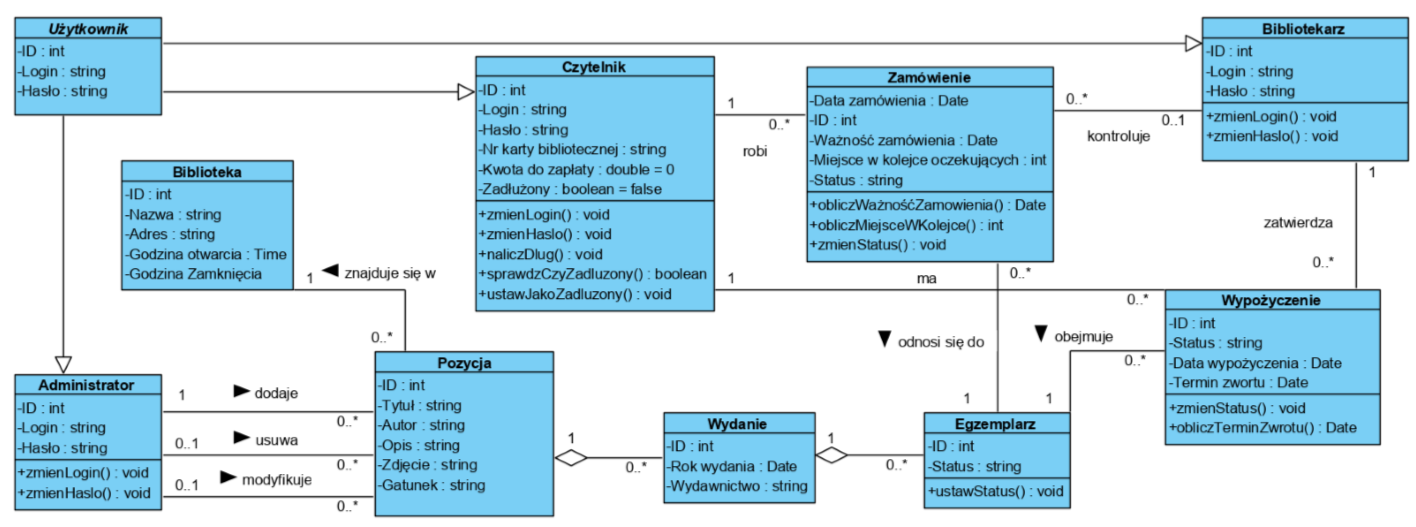 Użytkownik
-ID : int
-Login : string
-Hasło : string
Bibliotekarz
-ID : int
-Login : string
-Hasło : string
+zmienLogin() : void
+zmienHaslo() : void
Czytelnik
-ID : int
-Login : string
-Hasło : string
-Nr karty bibliotecznej : string
-Kwota do zapłaty : double = 0
-Zadłużony : boolean = false
+zmienLogin() : void
+zmienHaslo() : void
+naliczDlug() : void
+sprawdzCzyZadluzony() : boolean
+ustawJakoZadluzony() : void
1
0..*
robi
Zamówienie
-Data zamówienia : Date
-ID : int
-Ważność zamówienia : Date
-Miejsce w kolejce oczekujących : int
-Status : string
+obliczWażnośćZamowienia() : Date
+obliczMiejsceWKolejce() : int
+zmienStatus() : void
0..*
0..1
kontroluje
1
zatwierdza
0..*
Biblioteka
-ID : int
-Nazwa : string
-Adres : string
-Godzina otwarcia : Time
-Godzina Zamknięcia
1
◄ znajduje się w
0..*
1
ma
0..*
0..*
▼ odnosi się do
1
▼ obejmuje
0..*
1
Wypożyczenie
-ID : int
-Status : string
-Data wypożyczenia : Date
-Termin zwortu : Date
+zmienStatus() : void
+obliczTerminZwrotu() : Date
Administrator
-ID : int
-Login : string
-Hasło : string
+zmienLogin() : void
+zmienHaslo() : void
1
► dodaje
0..*
0..1
► usuwa
0..*
0..1
► modyfikuje
0..*
Pozycja
-ID : int
-Tytuł : string
-Autor : string
-Opis : string
-Zdjęcie : string
-Gatunek : string
1
0..*
Wydanie
-ID : int
-Rok wydania : Date
-Wydawnictwo : string
1
0..*
Egzemplarz
-ID : int
-Status : string
+ustawStatus() : void